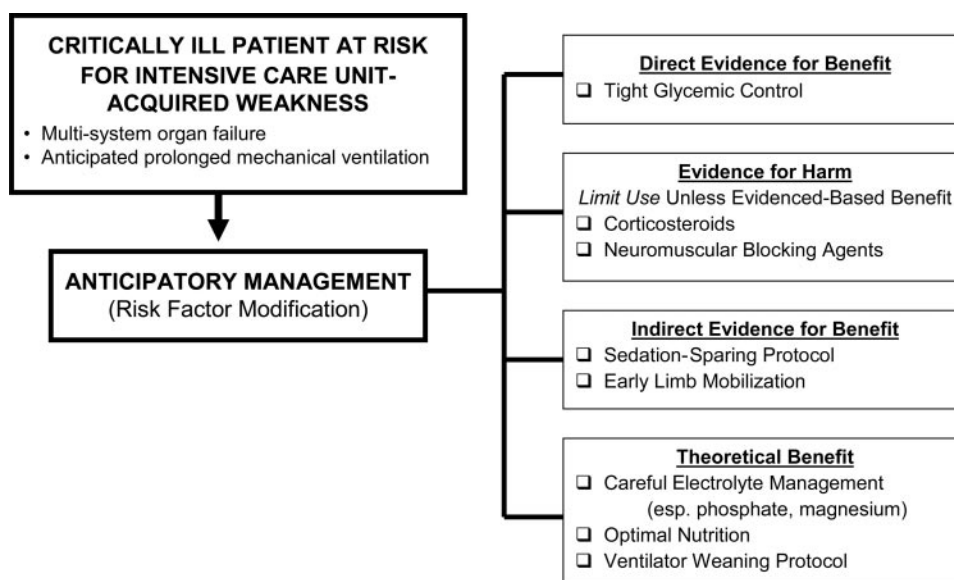 CRITICALLY ILL PATIENT AT RISK
FOR INTENSIVE CARE UNIT-
ACQUIRED WEAKNESS
• Multi-system organ failure
• Anticipated prolonged mechanical ventilation
ANTICIPATORY MANAGEMENT
(Risk Factor Modification)
Direct Evidence for Benefit
❑ Tight Glycemic Control
Evidence for Harm
Limit Use Unless Evidenced-Based Benefit
❑ Corticosteroids
❑ Neuromuscular Blocking Agents
Indirect Evidence for Benefit
❑ Sedation-Sparing Protocol
❑ Early Limb Mobilization
Theoretical Benefit
❑ Careful Electrolyte Management
(esp. phosphate, magnesium)
❑ Optimal Nutrition
❑ Ventilator Weaning Protocol